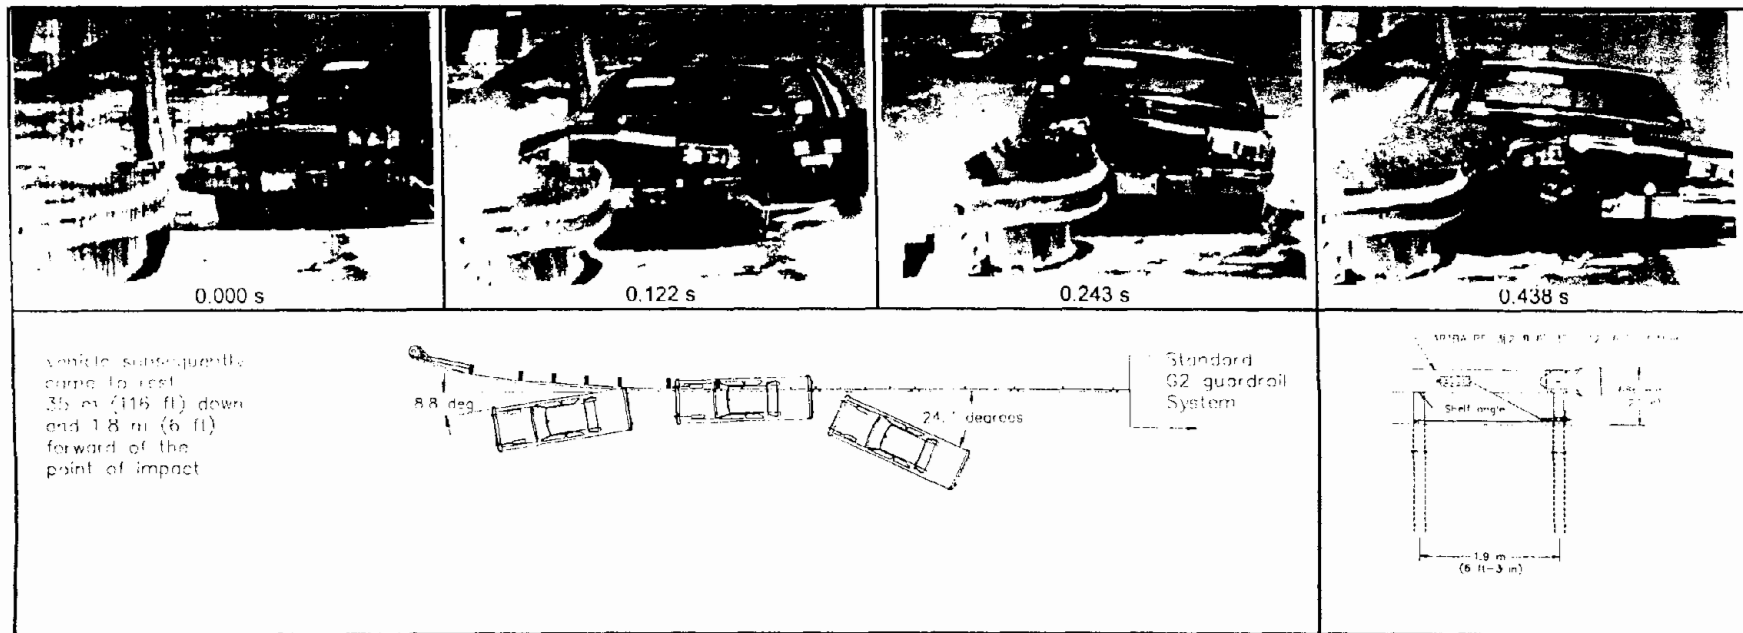 0.000 s
0.122 s
0.243 s
0.438 s
vehicle subsequently
came to rest
35 m (116 ft) down
and 1.8 m (6 ft)
forward of the
point of impact
8.8 deg
24. degrees
Standard
G2 guardrail
System
Shelf angle
1.9 m
(6 ft-3 in)